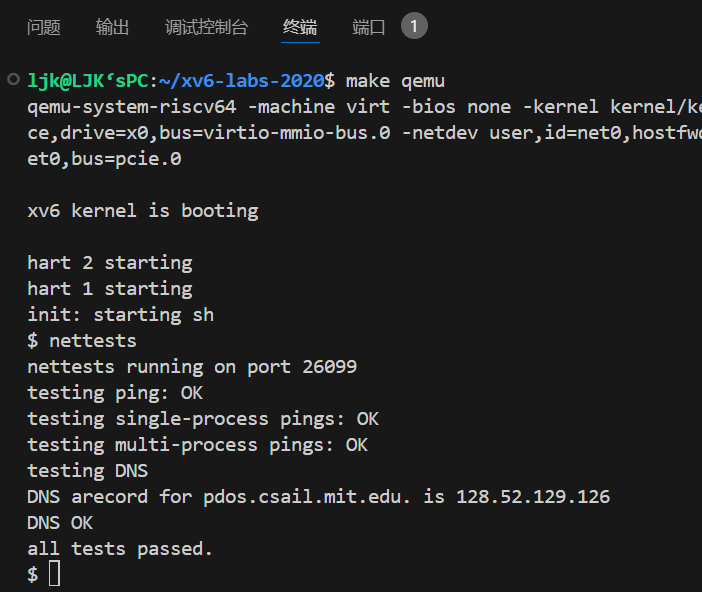 问题 输出 调试控制台 终端 端口 1
ljk@LJK‘sPC:~/xv6-labs-2020$ make qemu
qemu-system-riscv64 -machine virt -bios none -kernel kernel/ke
ce,drive=x0,bus=virtio-mmio-bus.0 -netdev user,id=net0,hostfwd
et0,bus=pcie.0
xv6 kernel is booting
hart 2 starting
hart 1 starting
init: starting sh
$ nettests
nettests running on port 26099
testing ping: OK
testing single-process pings: OK
testing multi-process pings: OK
testing DNS
DNS arecord for pdos.csail.mit.edu. is 128.52.129.126
DNS OK
all tests passed.
$